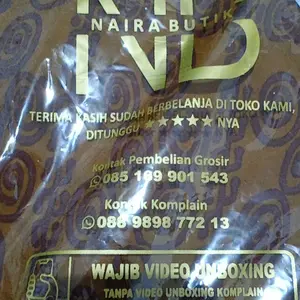 NB
NAIRA BUTIK
TERIMA KASIH SUDAH BERBELANJA DI TOKO KAMI,
DITUNGGU ★★★★★ NYA
Kontak Pembelian Grosir
085 169 901 543
Kontak Komplain
088 9898 772 13
WAJIB VIDEO UNBOXING
TANPA VIDEO UNBOXING KOMPLAIN